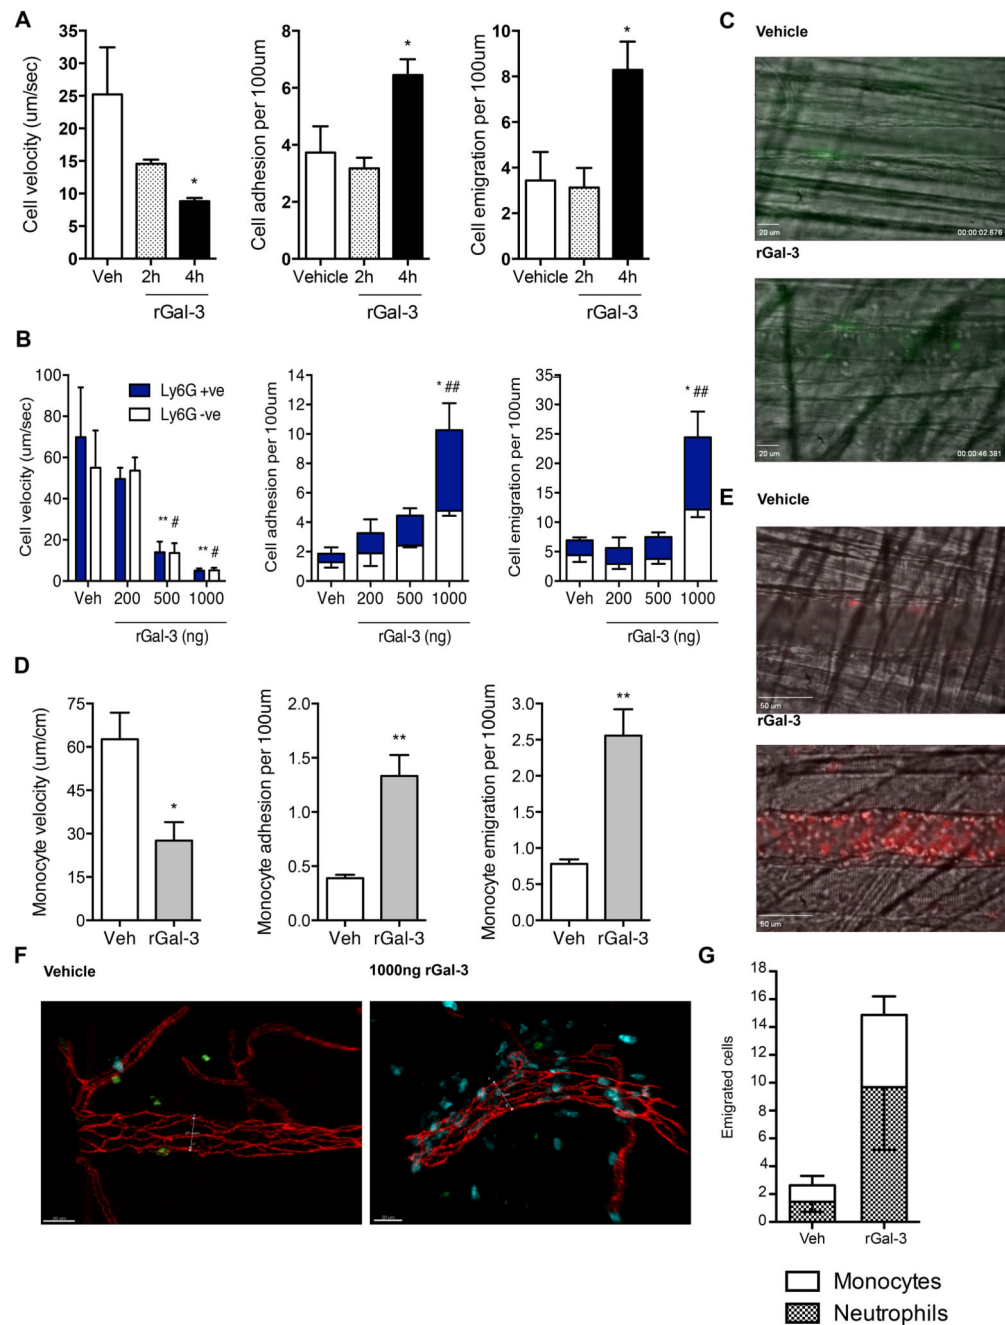 A
Cell velocity (um/sec)
35
30
25
20
15
10
5
0
Veh 2h 4h
*
rGal-3
Cell adhesion per 100um
8
6
4
2
0
Vehicle 2h 4h
*
rGal-3
Cell emigration per 100um
10
8
6
4
2
0
Vehicle 2h 4h
*
rGal-3
B
Cell velocity (um/sec)
100
80
60
40
20
0
Ly6G +ve
Ly6G -ve
** #
** #
Veh 200 500 1000
rGal-3 (ng)
Cell adhesion per 100um
14
12
10
8
6
4
2
0
* ##
Veh 200 500 1000
rGal-3 (ng)
Cell emigration per 100um
35
30
25
20
15
10
5
0
* ##
Veh 200 500 1000
rGal-3 (ng)
C
Vehicle
20 um
00:00:02.676
rGal-3
20 um
00:00:46.381
D
Monocyte velocity (um/cm)
75
60
45
30
15
0
*
Veh rGal-3
Monocyte adhesion per 100um
2.0
1.5
1.0
0.5
0.0
**
Veh rGal-3
Monocyte emigration per 100um
3.0
2.5
2.0
1.5
1.0
0.5
0.0
**
Veh rGal-3
E
Vehicle
50 um
rGal-3
50 um
F
Vehicle
1000ng rGal-3
G
Emigrated cells
18
16
14
12
10
8
6
4
2
0
Veh rGal-3
Monocytes
Neutrophils